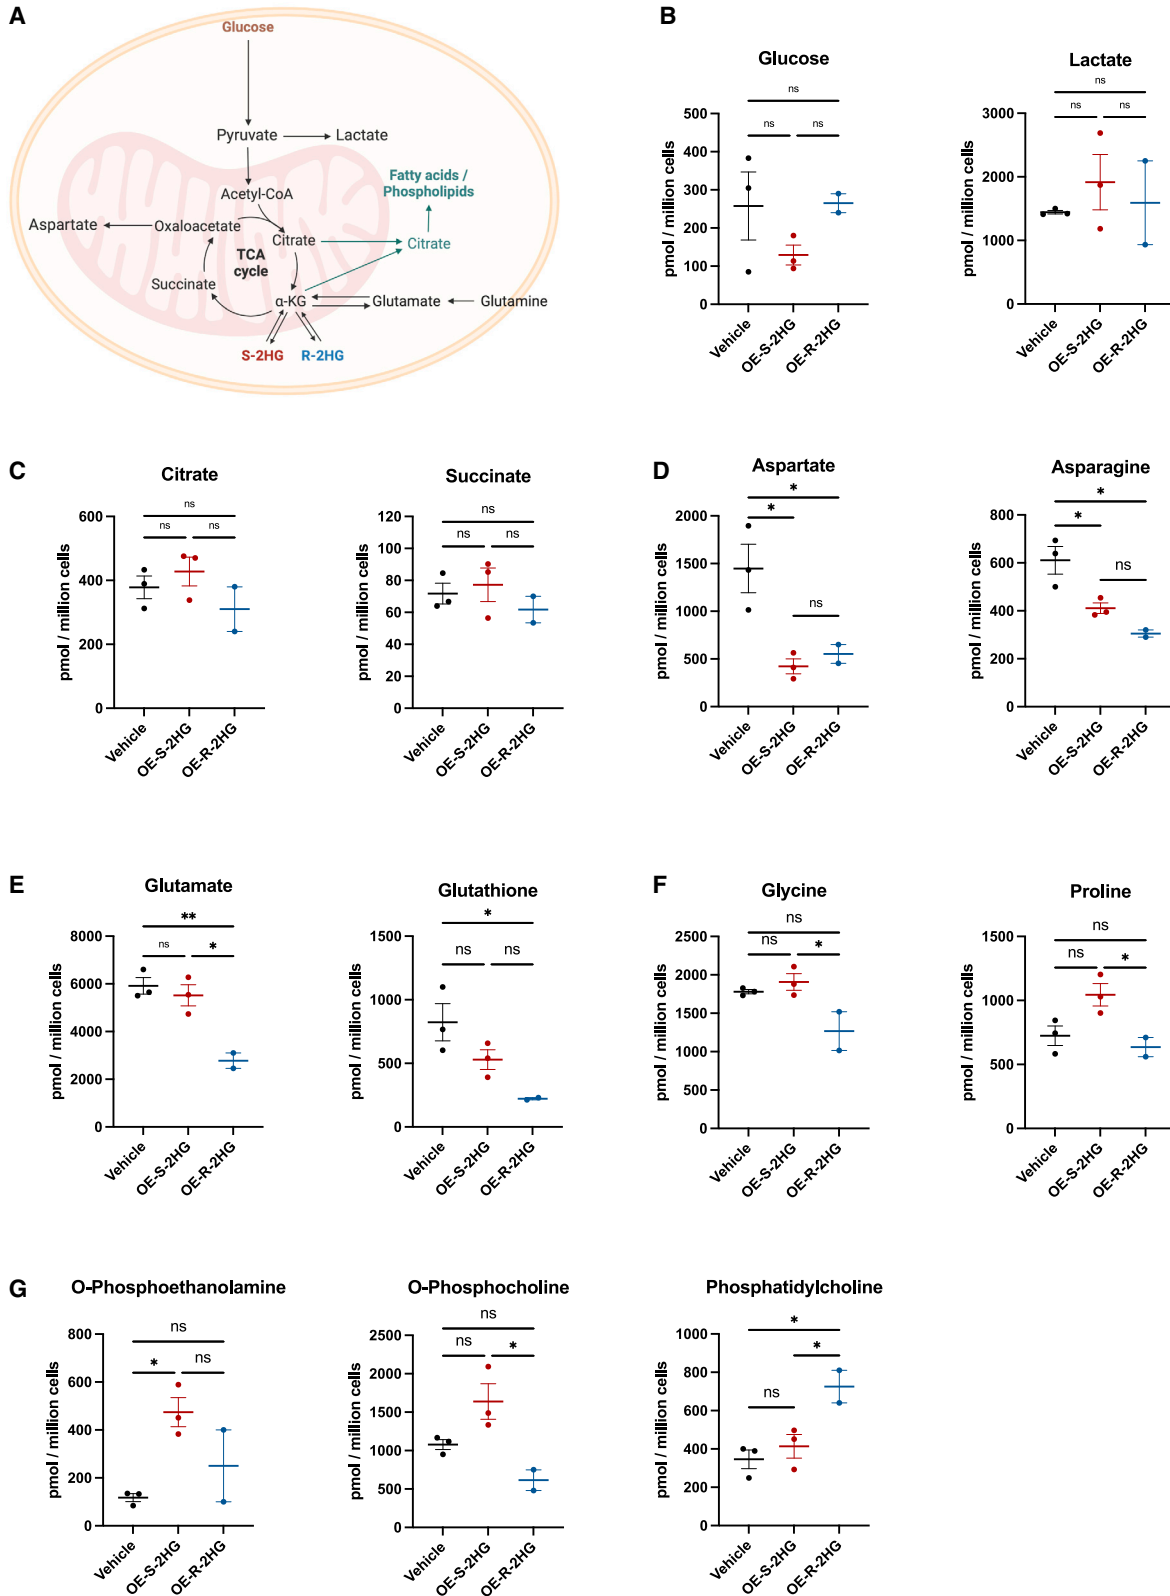 A
Glucose
Pyruvate
Lactate
Acetyl-CoA
Fatty acids /
Phospholipids
Aspartate
Oxaloacetate
Citrate
Citrate
TCA
cycle
Succinate
α-KG
Glutamate
Glutamine
S-2HG
R-2HG
B
Glucose
ns
ns
ns
pmol / million cells
500
400
300
200
100
0
Vehicle
OE-S-2HG
OE-R-2HG
Lactate
ns
ns
ns
pmol / million cells
3000
2000
1000
0
Vehicle
OE-S-2HG
OE-R-2HG
C
Citrate
ns
ns
ns
pmol / million cells
600
400
200
0
Vehicle
OE-S-2HG
OE-R-2HG
Succinate
ns
ns
ns
pmol / million cells
120
100
80
60
40
20
0
Vehicle
OE-S-2HG
OE-R-2HG
D
Aspartate
*
*
ns
pmol / million cells
2000
1500
1000
500
0
Vehicle
OE-S-2HG
OE-R-2HG
Asparagine
*
*
ns
pmol / million cells
800
600
400
200
0
Vehicle
OE-S-2HG
OE-R-2HG
E
Glutamate
**
ns
*
pmol / million cells
8000
6000
4000
2000
0
Vehicle
OE-S-2HG
OE-R-2HG
Glutathione
*
ns
ns
pmol / million cells
1500
1000
500
0
Vehicle
OE-S-2HG
OE-R-2HG
F
Glycine
ns
ns
*
pmol / million cells
2500
2000
1500
1000
500
0
Vehicle
OE-S-2HG
OE-R-2HG
Proline
ns
ns
*
pmol / million cells
1500
1000
500
0
Vehicle
OE-S-2HG
OE-R-2HG
G
O-Phosphoethanolamine
ns
*
ns
pmol / million cells
800
600
400
200
0
Vehicle
OE-S-2HG
OE-R-2HG
O-Phosphocholine
ns
ns
*
pmol / million cells
2500
2000
1500
1000
500
0
Vehicle
OE-S-2HG
OE-R-2HG
Phosphatidylcholine
*
*
ns
pmol / million cells
1000
800
600
400
200
0
Vehicle
OE-S-2HG
OE-R-2HG